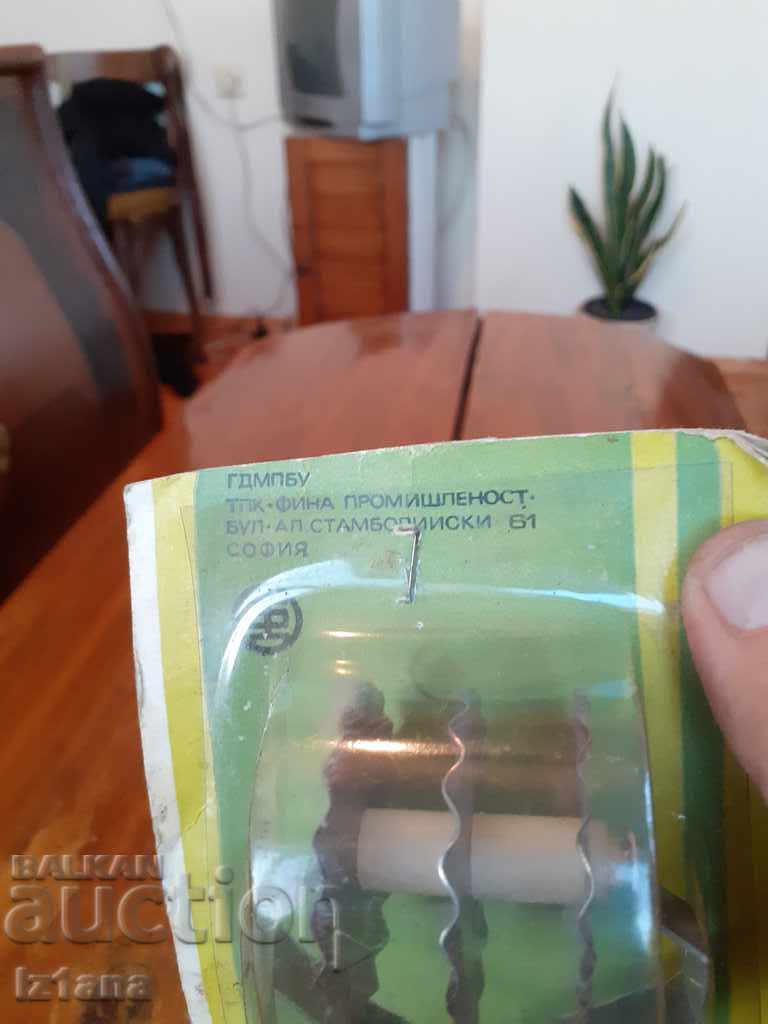 ГДМПБУ
ТПК "ФИНА ПРОМИШЛЕНОСТ"
БУЛ. АЛ. СТАМБОЛИЙСКИ 61
СОФИЯ
BALKAN
auction
Iz1ana